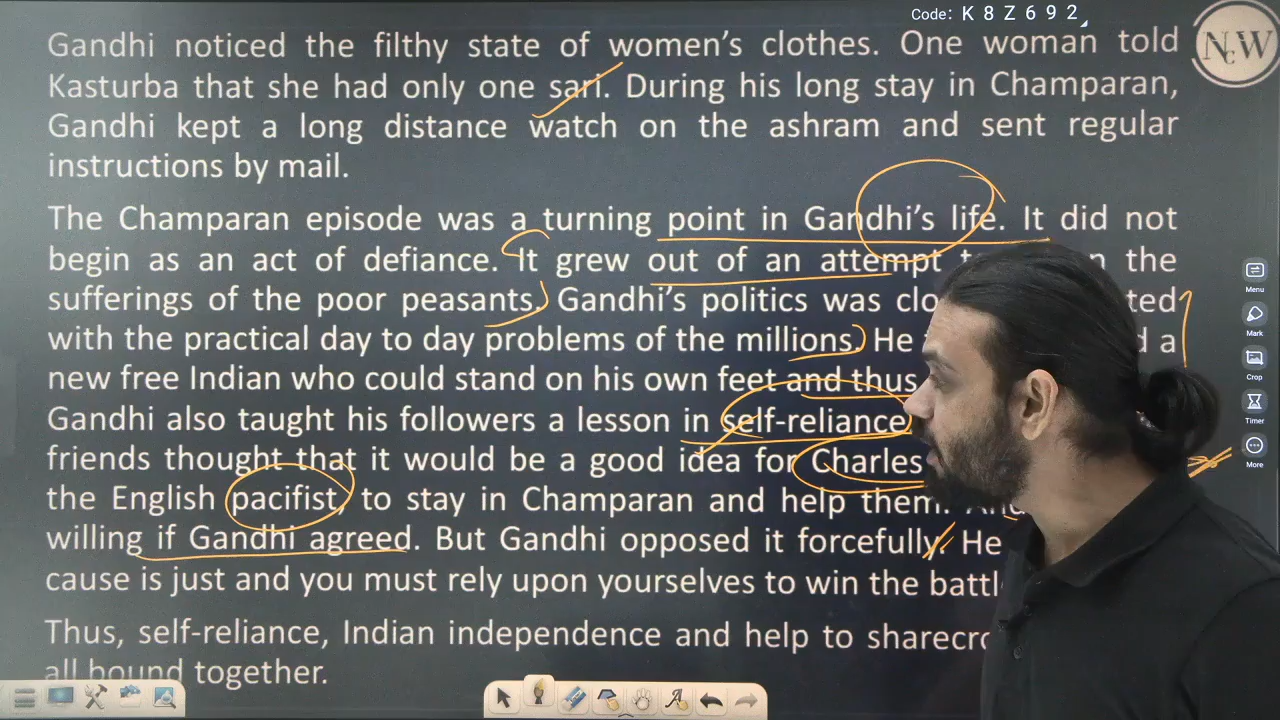 Code: K 8 Z 6 9 2
NcW
Gandhi noticed the filthy state of women's clothes. One woman told
Kasturba that she had only one sari. During his long stay in Champaran,
Gandhi kept a long distance watch on the ashram and sent regular
instructions by mail.
The Champaran episode was a turning point in Gandhi's life. It did not
begin as an act of defiance. It grew out of an attempt the
sufferings of the poor peasants. Gandhi's politics was
with the practical day to day problems of the millions. He a
new free Indian who could stand on his own feet and thus
Gandhi also taught his followers a lesson in self-reliance
friends thought that it would be a good idea for Charles
the English pacifist, to stay in Champaran and help them.
willing if Gandhi agreed. But Gandhi opposed it forcefully. He
cause is just and you must rely upon yourselves to win the
Thus, self-reliance, Indian independence and help to
all bound together.
Menu
Mark
Crop
Timer
More